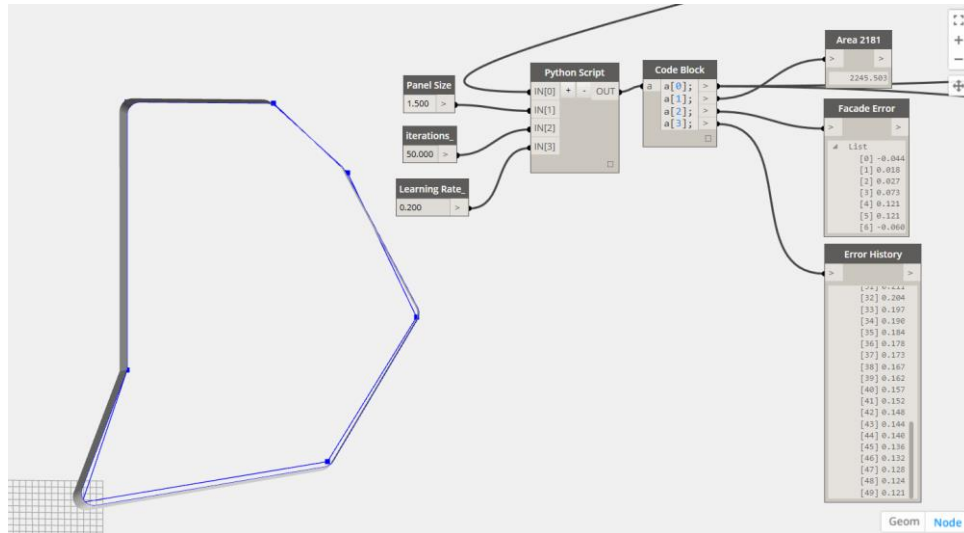 Panel Size
1.500 >
iterations_
50.000 >
Learning Rate_
0.200 >
Python Script
IN[0] + - OUT
IN[1]
IN[2]
IN[3]
Code Block
a a[0]; >
a[1]; >
a[2]; >
a[3]; >
Area 2181
> >
2245.503
Facade Error
> >
List
[0] -0.044
[1] 0.018
[2] 0.027
[3] 0.073
[4] 0.121
[5] 0.121
[6] -0.060
Error History
> >
[31] 0.211
[32] 0.204
[33] 0.197
[34] 0.190
[35] 0.184
[36] 0.178
[37] 0.173
[38] 0.167
[39] 0.162
[40] 0.157
[41] 0.152
[42] 0.148
[43] 0.144
[44] 0.140
[45] 0.136
[46] 0.132
[47] 0.128
[48] 0.124
[49] 0.121
+
-
Geom Node